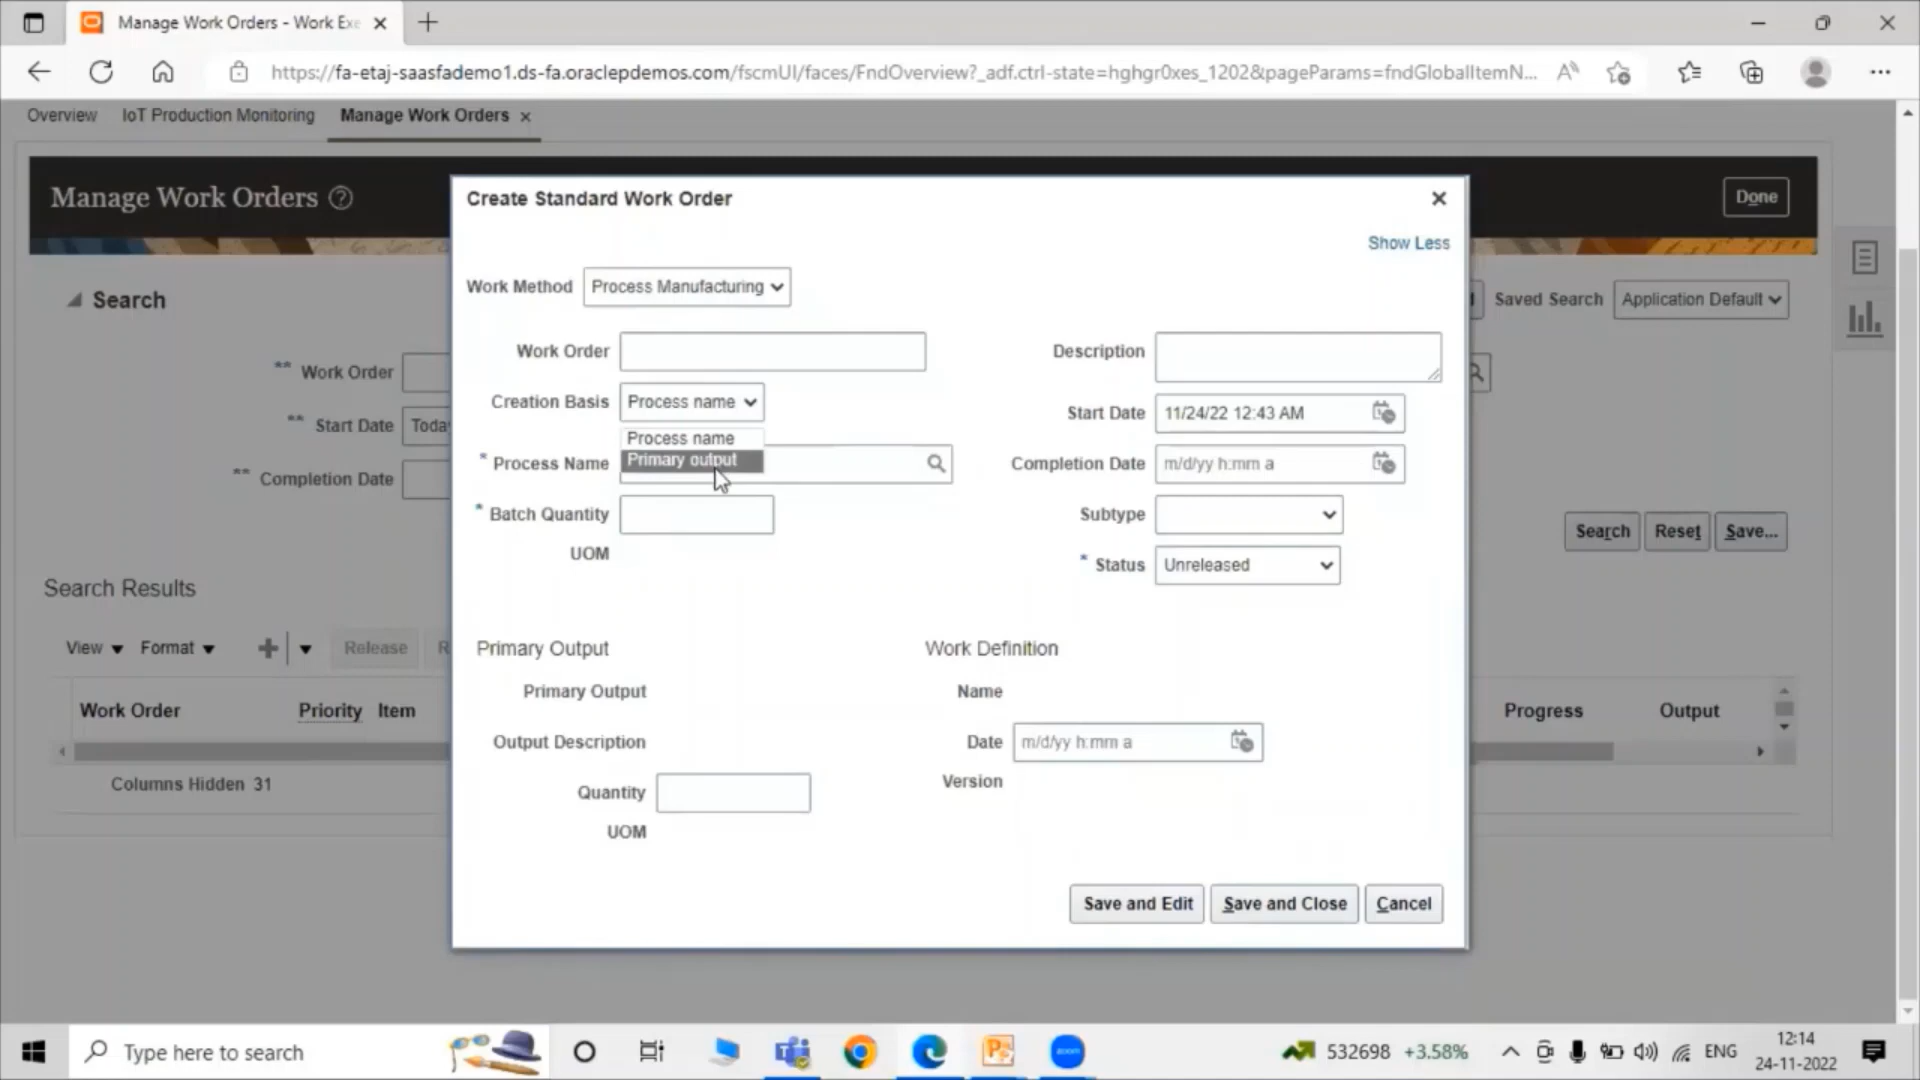 Manage Work Orders - Work Exe
https://fa-etaj-saasfademo1.ds-fa.oraclepdemos.com/fscmUI/faces/FndOverview?_adf.ctrl-state=hghgr0xes_1202&pageParams=fndGlobalItemN...
Overview IoT Production Monitoring Manage Work Orders
Manage Work Orders
Done
Create Standard Work Order
Show Less
Work Method Process Manufacturing
Search
Saved Search Application Default
** Work Order
** Start Date Toda
** Completion Date
Work Order
Description
Creation Basis Process name
Start Date 11/24/22 12:43 AM
Process name
Primary output
* Process Name
Completion Date m/d/yy h:mm a
* Batch Quantity
Subtype
UOM
* Status Unreleased
Search Reset Save...
Search Results
View Format Release R
Primary Output
Work Definition
Primary Output
Name
Work Order Priority Item
Progress Output
Output Description
Date m/d/yy h:mm a
Columns Hidden 31
Version
Quantity
UOM
Save and Edit Save and Close Cancel
Type here to search
zoom
532698 +3.58%
ENG
12:14
24-11-2022